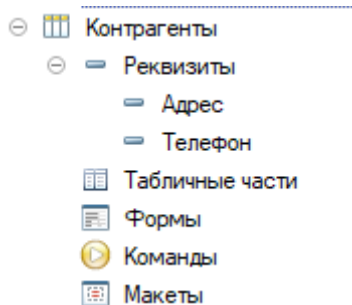 Контрагенты
Реквизиты
Адрес
Телефон
Табличные части
Формы
Команды
Макеты